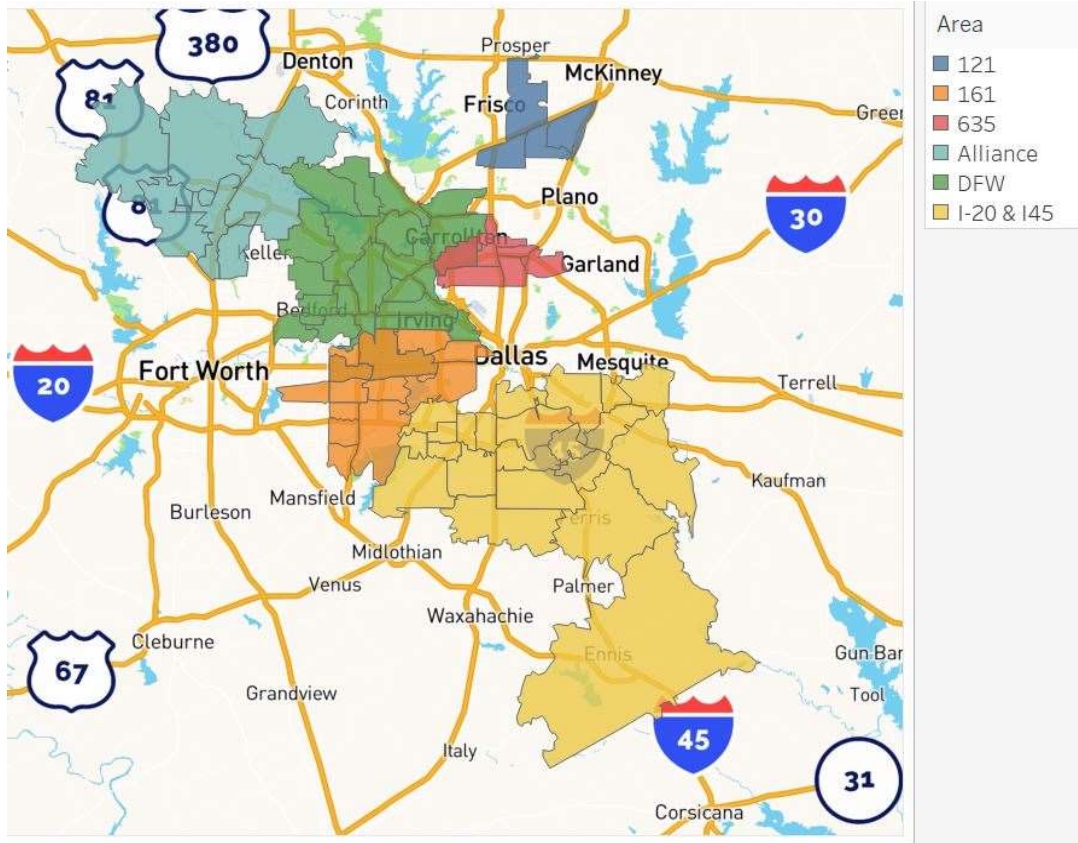 380
Denton
Prosper
McKinney
81
Corinth
Frisco
Green
81
Plano
30
Keller
Carrollton
Garland
Bedford
Irving
20
Fort Worth
Dallas
Mesquite
Terrell
45
Mansfield
Kaufman
Burleson
Ferris
Midlothian
Venus
Palmer
Waxahachie
Cleburne
67
Ennis
Gun Bar
Tool
Grandview
45
Italy
31
Corsicana
Area
121
161
635
Alliance
DFW
I-20 & I45